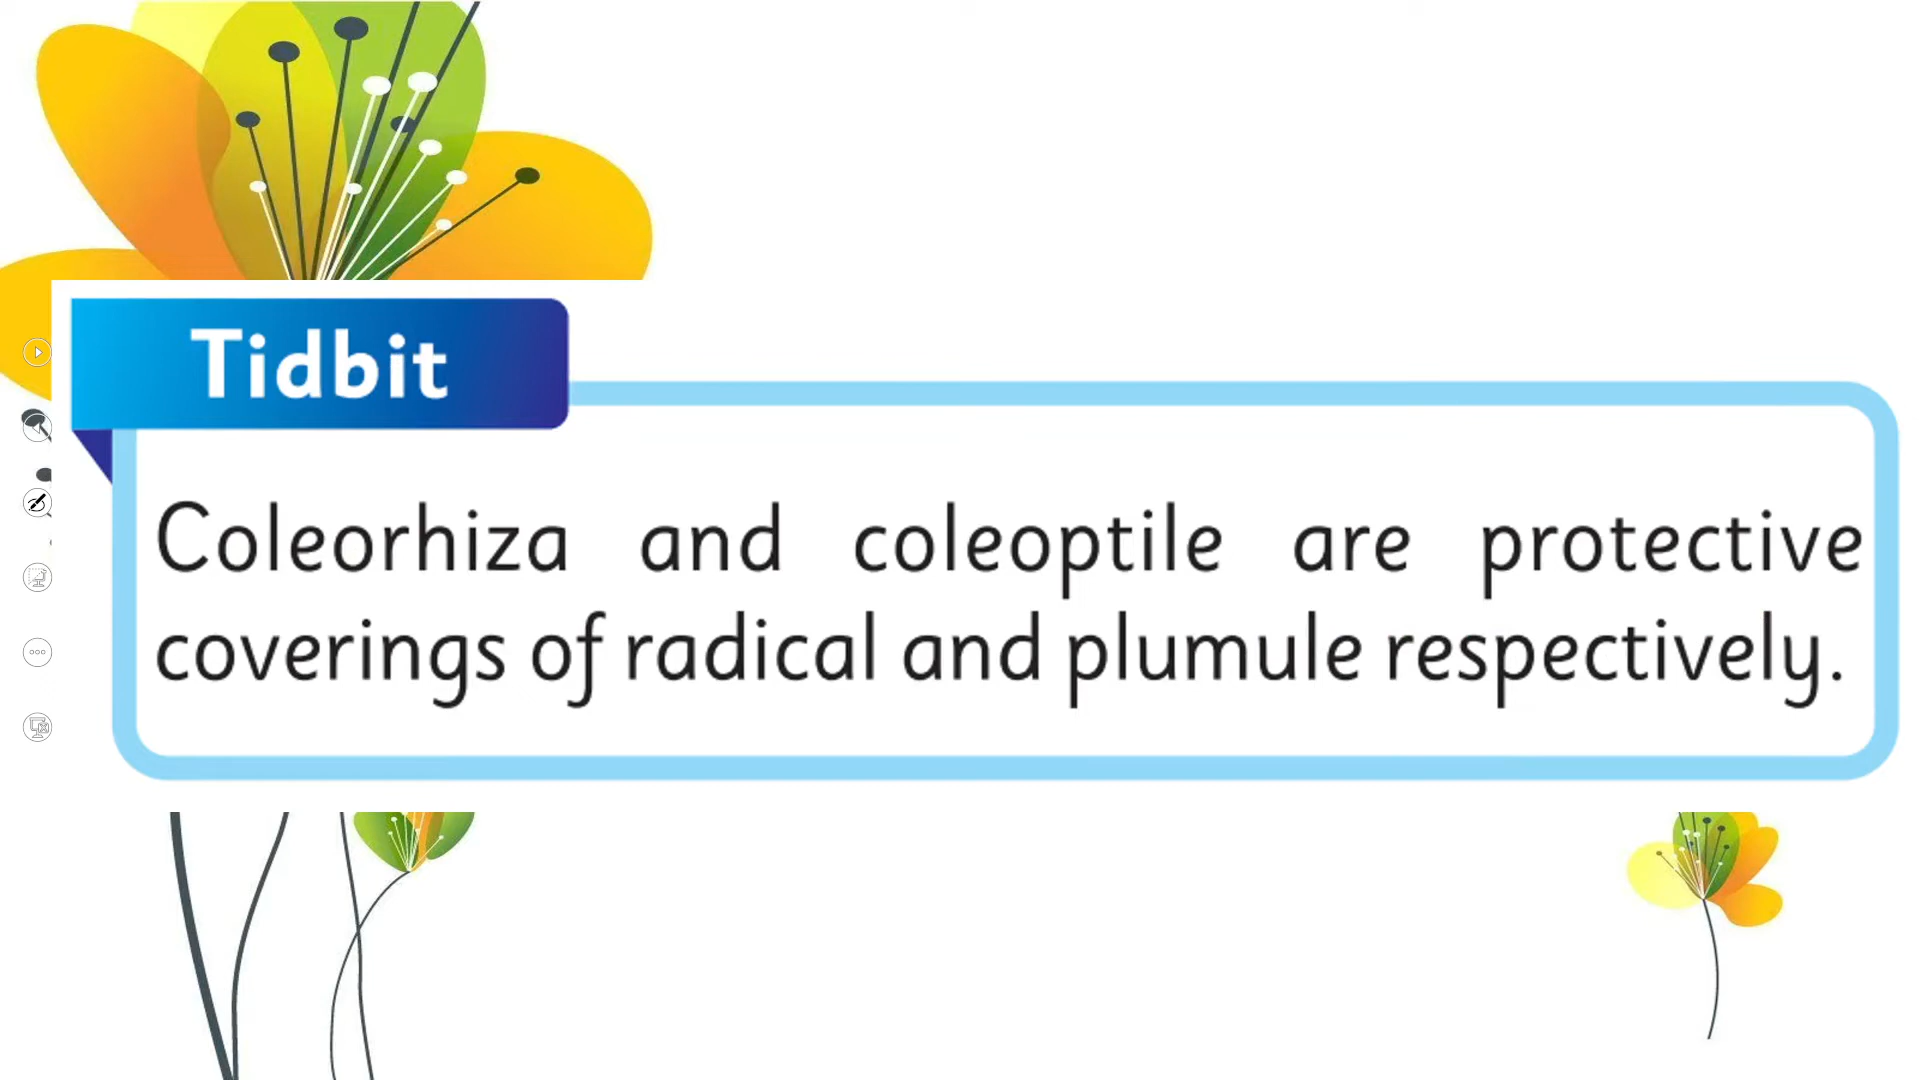 Tidbit
Coleorhiza and coleoptile are protective
coverings of radical and plumule respectively.